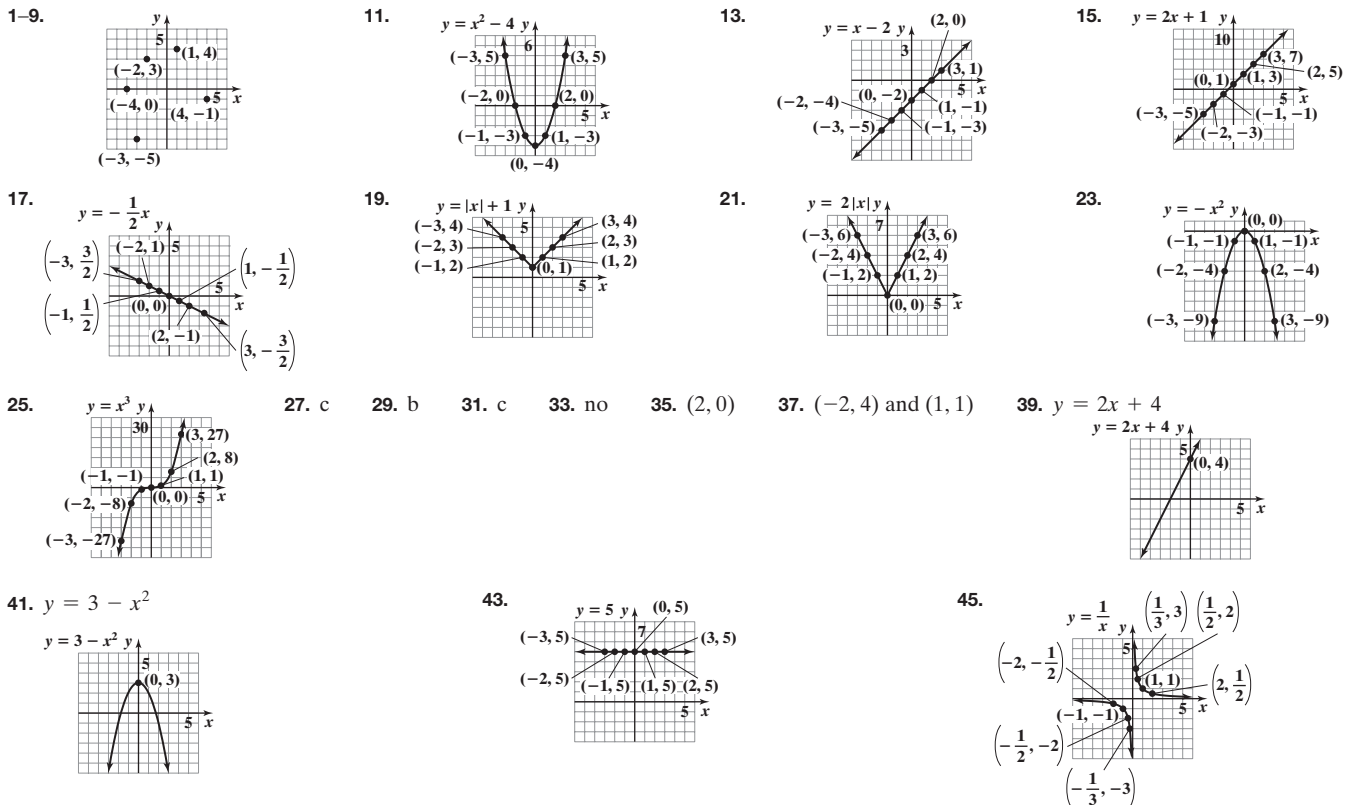 1–9.
y
5
(1, 4)
(−2, 3)
(−4, 0)
5 x
(4, −1)
(−3, −5)
11.
y = x² − 4 y
6
(−3, 5) (3, 5)
(−2, 0) (2, 0)
5 x
(−1, −3) (1, −3)
(0, −4)
13.
(2, 0)
y = x − 2 y
3
(3, 1)
5 x
(0, −2)
(−2, −4) (1, −1)
(−3, −5) (−1, −3)
15.
y = 2x + 1 y
10
(3, 7)
(0, 1) (1, 3) (2, 5)
5 x
(−3, −5) (−1, −1)
(−2, −3)
17.
y = − 1/2 x y
(−2, 1) 5
(−3, 3/2) (1, − 1/2)
5 x
(−1, 1/2) (0, 0)
(2, −1)
(3, − 3/2)
19.
y = |x| + 1 y
5
(−3, 4) (3, 4)
(−2, 3) (2, 3)
(−1, 2) (1, 2)
(0, 1)
5 x
21.
y = 2|x| y
7
(−3, 6) (3, 6)
(−2, 4) (2, 4)
(−1, 2) (1, 2)
(0, 0) 5 x
23.
y = − x² y
(0, 0)
(−1, −1) (1, −1) x
(−2, −4) (2, −4)
(−3, −9) (3, −9)
25.
y = x³ y
30
(3, 27)
(2, 8)
(−1, −1) (1, 1)
(0, 0) 5 x
(−2, −8)
(−3, −27)
27. c 29. b 31. c 33. no 35. (2, 0) 37. (−2, 4) and (1, 1) 39. y = 2x + 4
y = 2x + 4 y
5
(0, 4)
5 x
41. y = 3 − x²
y = 3 − x² y
5
(0, 3)
5 x
43.
y = 5 y (0, 5)
7
(−3, 5) (3, 5)
(−2, 5) (−1, 5) (1, 5) (2, 5)
5 x
45.
y = 1/x y (1/3, 3) (1/2, 2)
5
(−2, − 1/2) (1, 1) (2, 1/2)
5 x
(−1, −1)
(− 1/2, −2)
(− 1/3, −3)